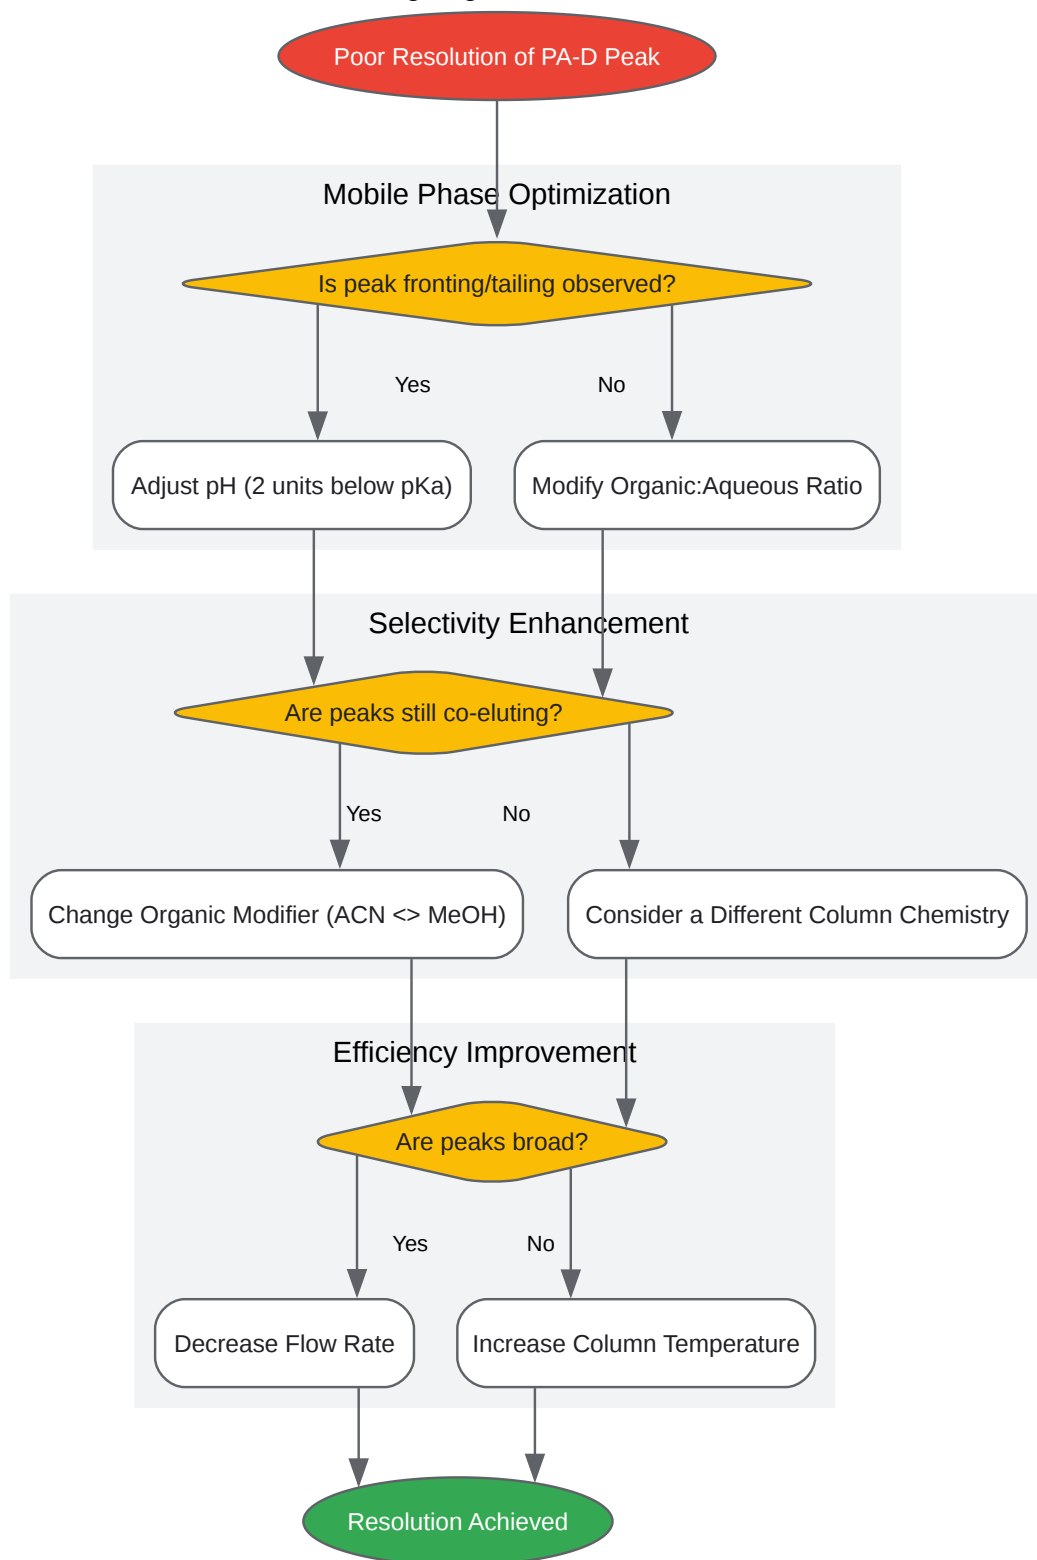 Poor Resolution of PA-D Peak
Mobile Phase Optimization
Is peak fronting/tailing observed?
Yes
No
Adjust pH (2 units below pKa)
Modify Organic:Aqueous Ratio
Selectivity Enhancement
Are peaks still co-eluting?
Yes
No
Change Organic Modifier (ACN <> MeOH)
Consider a Different Column Chemistry
Efficiency Improvement
Are peaks broad?
Yes
No
Decrease Flow Rate
Increase Column Temperature
Resolution Achieved